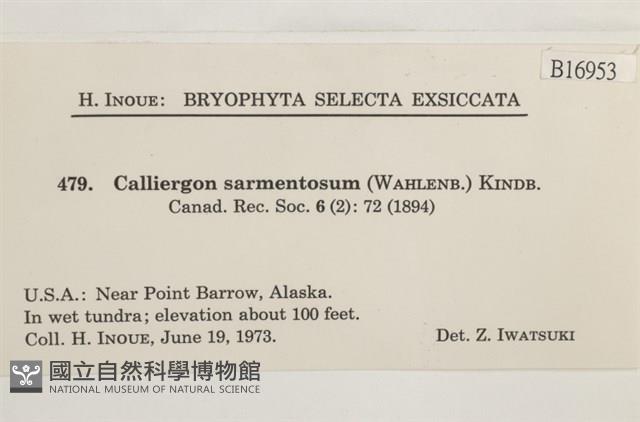 B16953
H. INOUE: BRYOPHYTA SELECTA EXSICCATA
479. Calliergon sarmentosum (WAHLENB.) KINDB.
Canad. Rec. Soc. 6 (2): 72 (1894)
U.S.A.: Near Point Barrow, Alaska.
In wet tundra; elevation about 100 feet.
Coll. H. INOUE, June 19, 1973. Det. Z. IWATSUKI
國立自然科學博物館
NATIONAL MUSEUM OF NATURAL SCIENCE